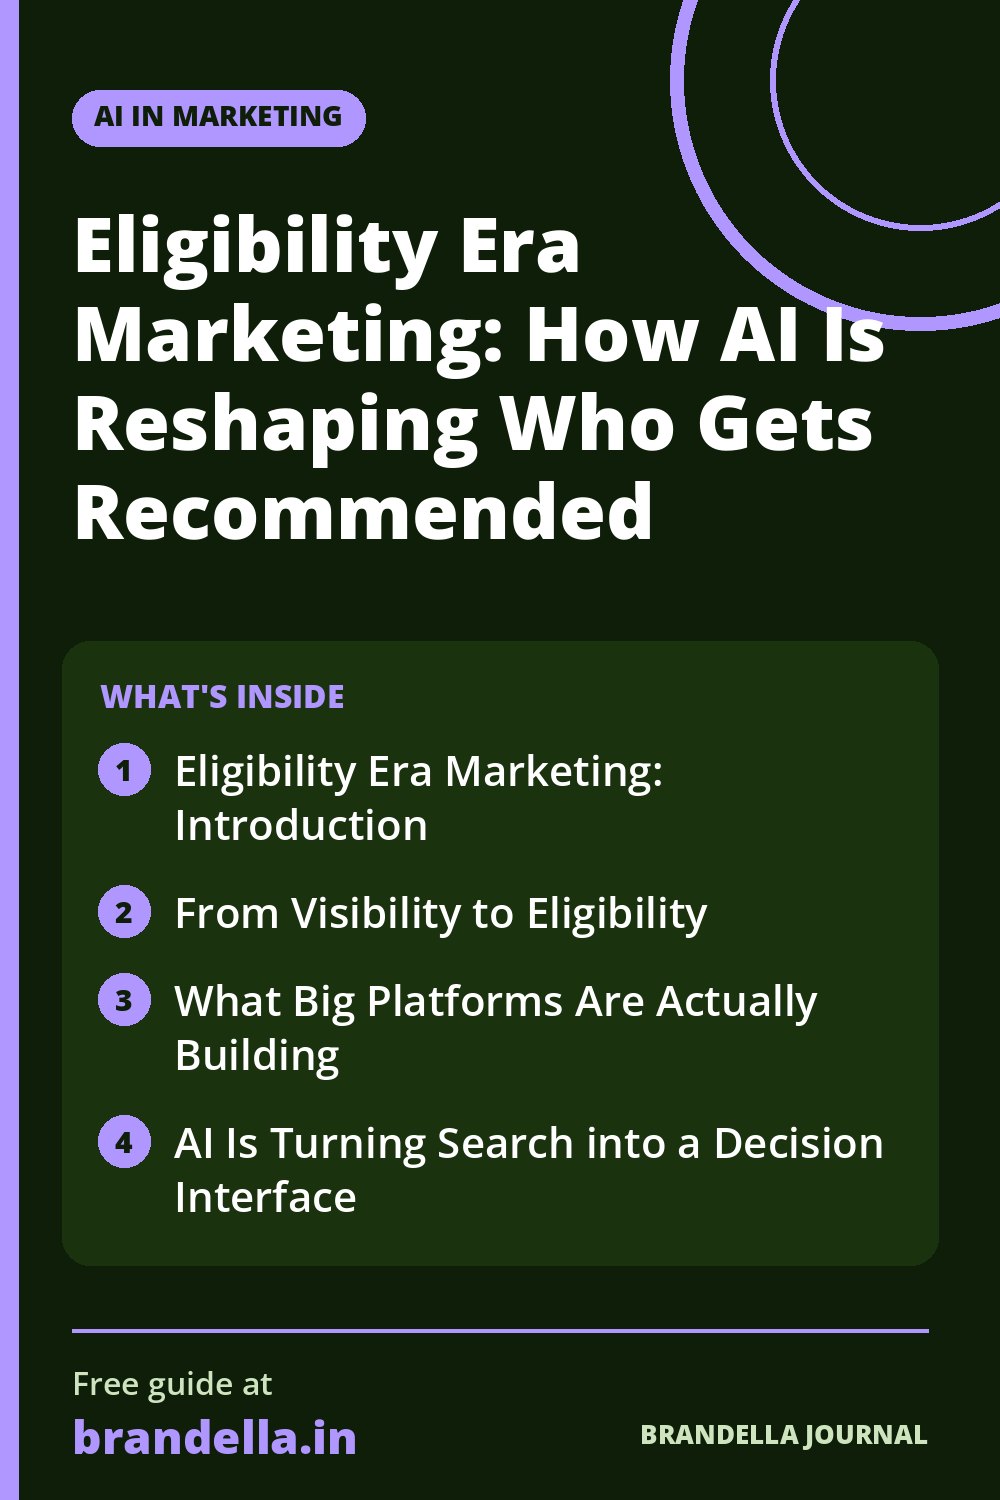 AI IN MARKETING
Eligibility Era
Marketing: How AI Is
Reshaping Who Gets
Recommended
WHAT'S INSIDE
1 Eligibility Era Marketing:
Introduction
2 From Visibility to Eligibility
3 What Big Platforms Are Actually
Building
4 AI Is Turning Search into a Decision
Interface
Free guide at
brandella.in
BRANDELLA JOURNAL